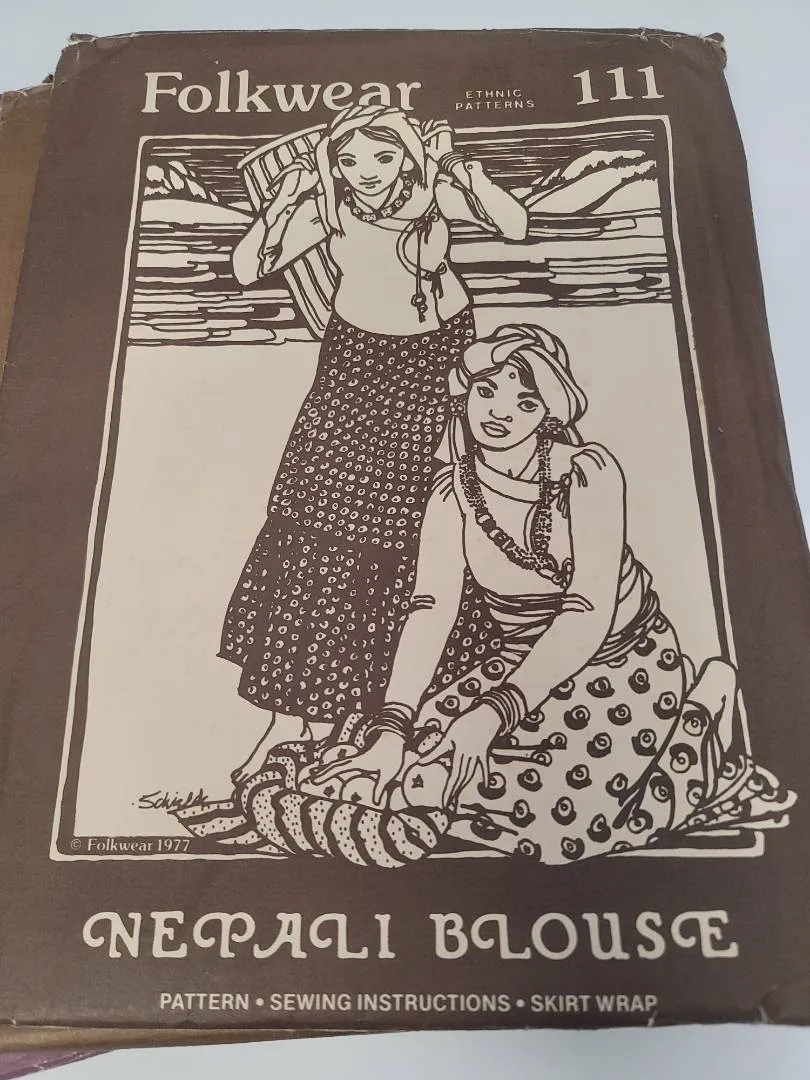 Folkwear ETHNIC PATTERNS 111
© Folkwear 1977
NEPALI BLOUSE
PATTERN • SEWING INSTRUCTIONS • SKIRT WRAP